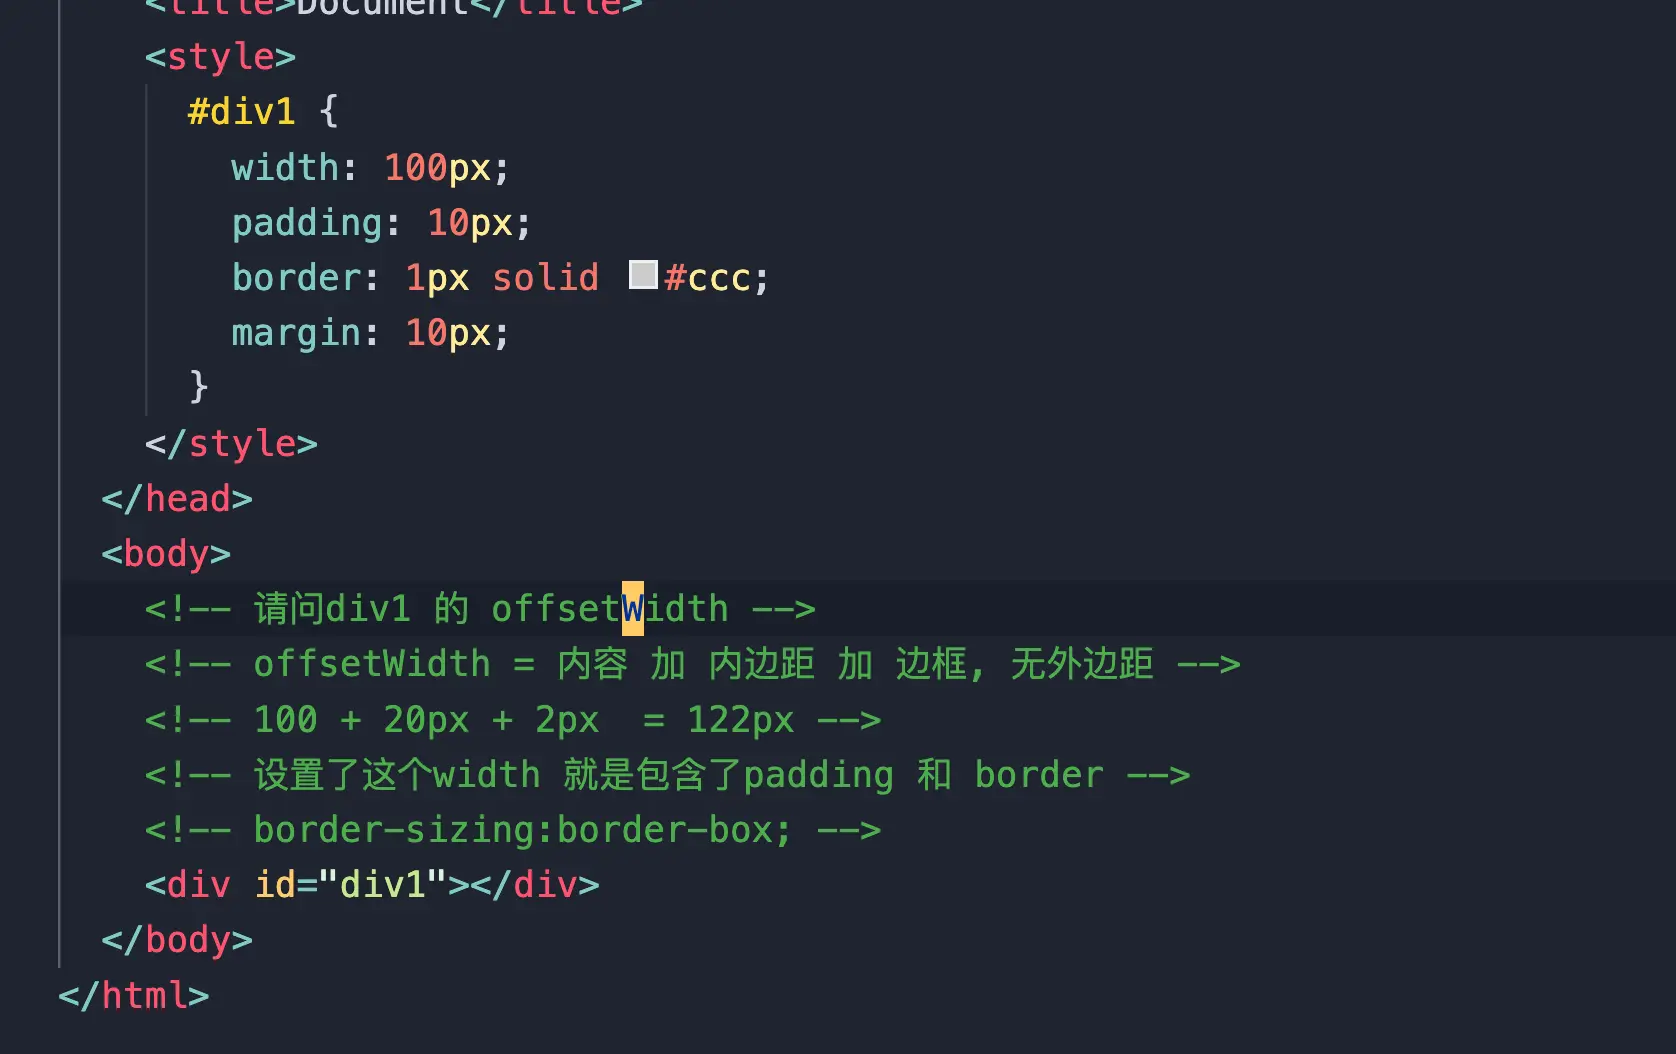 <title>Document</title>
<style>
#div1 {
width: 100px;
padding: 10px;
border: 1px solid #ccc;
margin: 10px;
}
</style>
</head>
<body>
<!-- 请问div1 的 offsetWidth -->
<!-- offsetWidth = 内容 加 内边距 加 边框, 无外边距 -->
<!-- 100 + 20px + 2px  = 122px -->
<!-- 设置了这个width 就是包含了padding 和 border -->
<!-- border-sizing:border-box; -->
<div id="div1"></div>
</body>
</html>